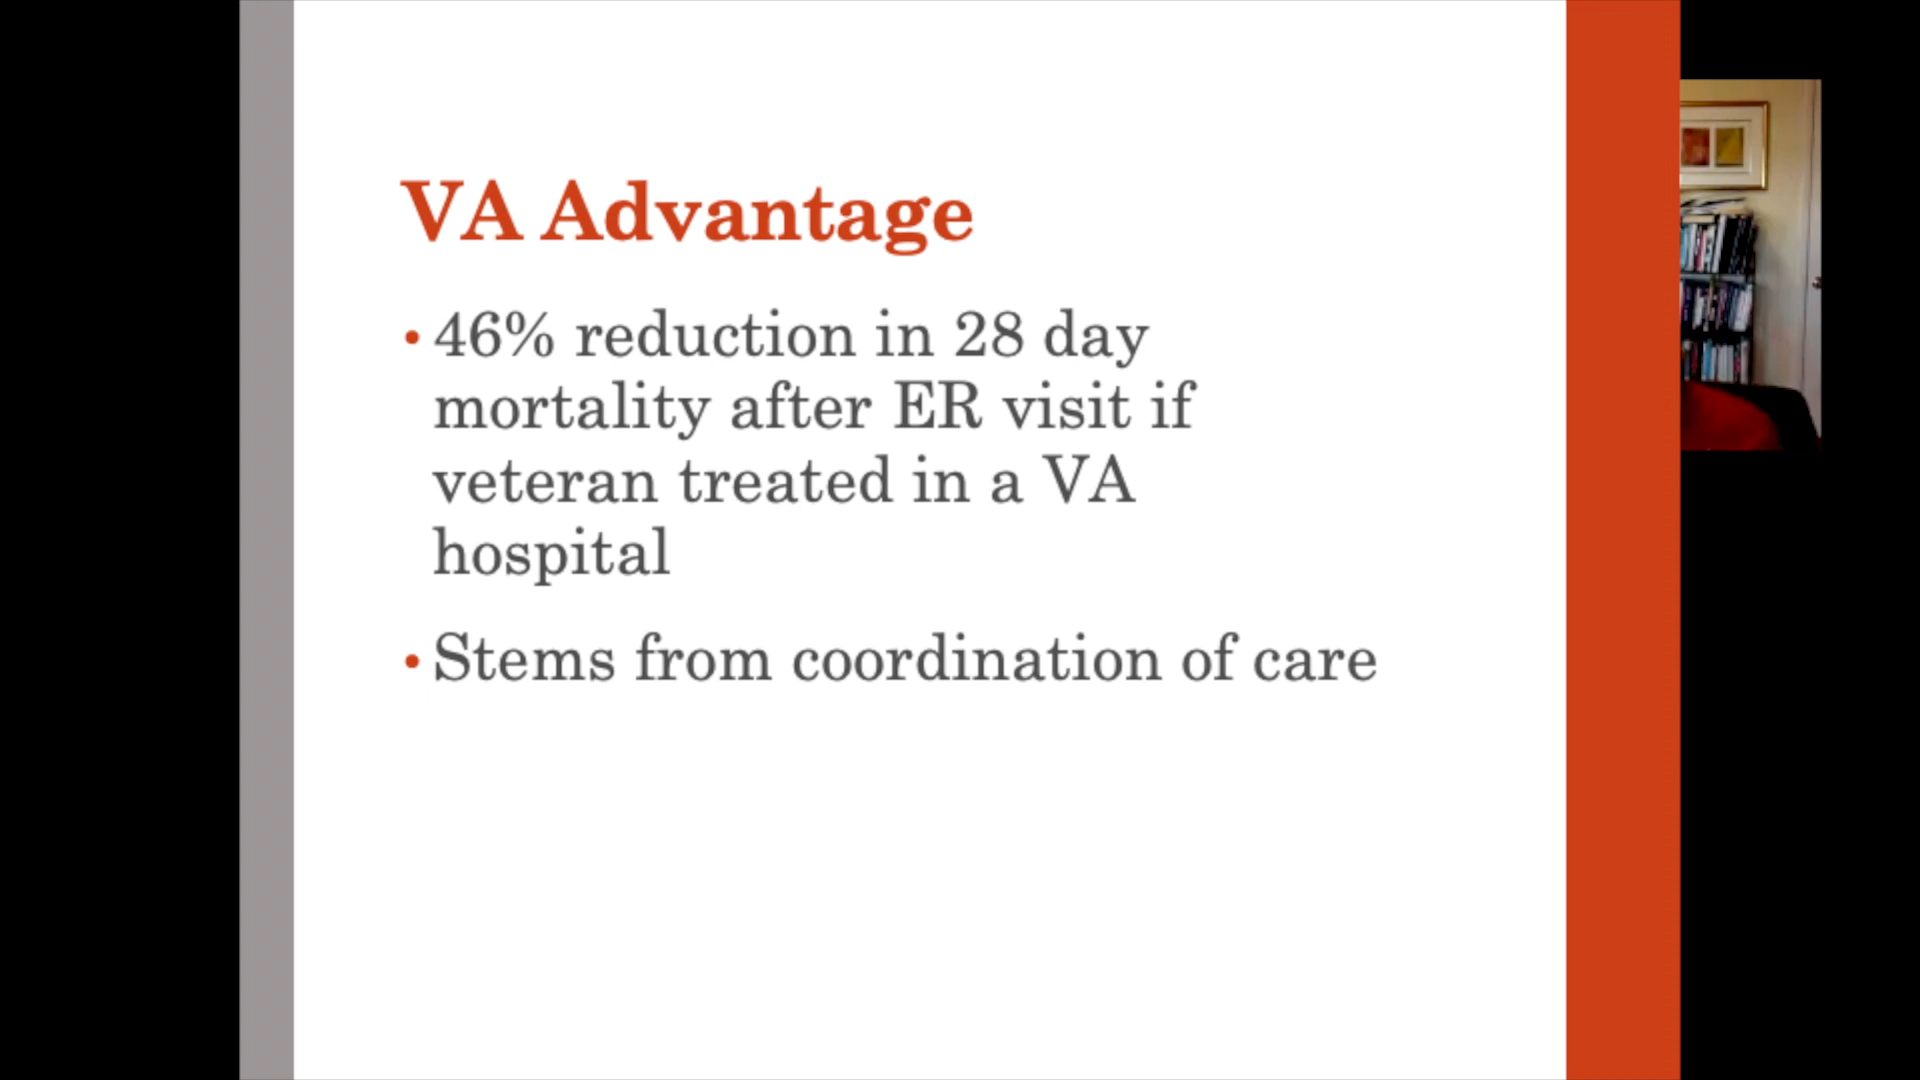 VA Advantage
• 46% reduction in 28 day
mortality after ER visit if
veteran treated in a VA
hospital
• Stems from coordination of care